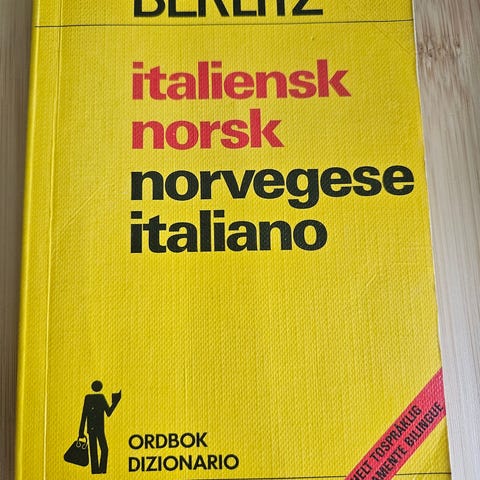 BERLITZ
italiensk
norsk
norvegese
italiano
ORDBOK
DIZIONARIO
HELT TOSPRÅKLIG
BILINGUE